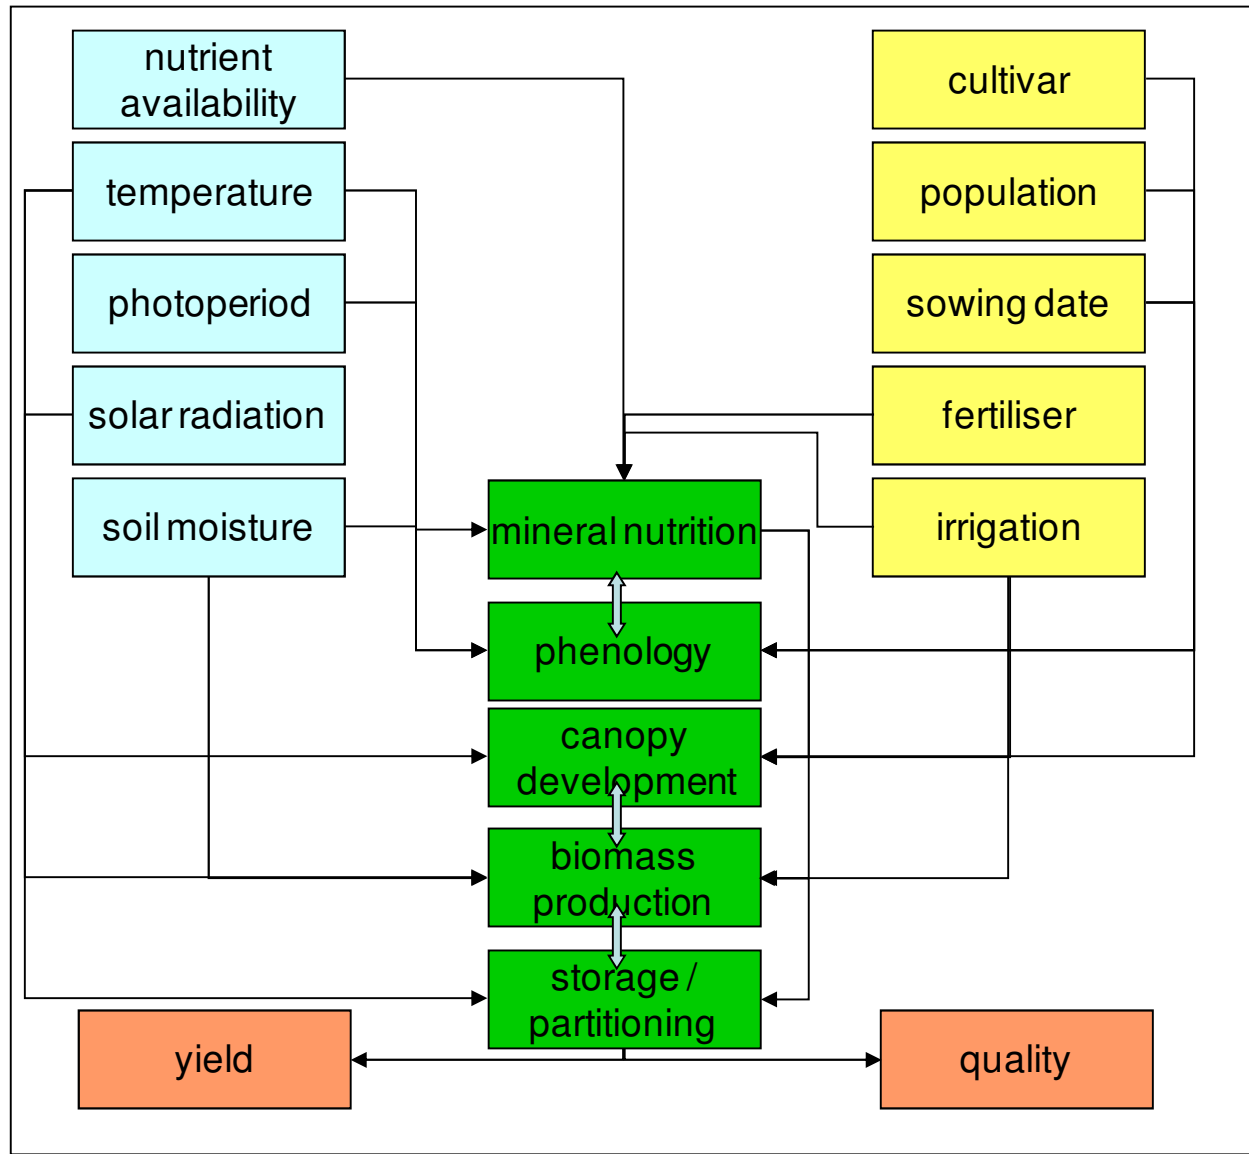 nutrient
availability
temperature
photoperiod
solar radiation
soil moisture
cultivar
population
sowing date
fertiliser
irrigation
mineral nutrition
phenology
canopy
development
biomass
production
storage /
partitioning
yield
quality